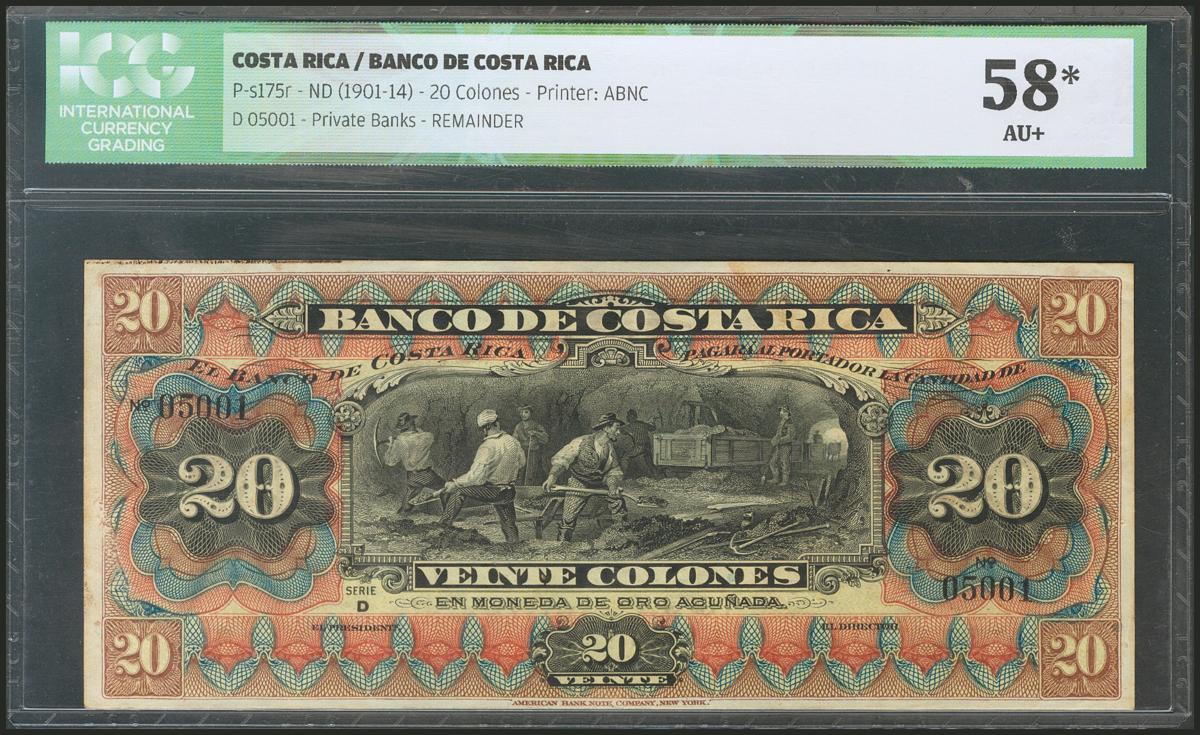 ICG
INTERNATIONAL
CURRENCY
GRADING
COSTA RICA / BANCO DE COSTA RICA
P-s175r - ND (1901-14) - 20 Colones - Printer: ABNC
D 05001 - Private Banks - REMAINDER
58*
AU+
20
BANCO DE COSTA RICA
20
EL BANCO DE COSTA RICA
PAGARÁ AL PORTADOR LA CANTIDAD DE
Nº 05001
20
20
VEINTE COLONES
SERIE
D
EN MONEDA DE ORO ACUÑADA.
Nº
05001
EL PRESIDENTE
EL DIRECTOR
20
20
VEINTE
20
AMERICAN BANK NOTE COMPANY, NEW YORK.